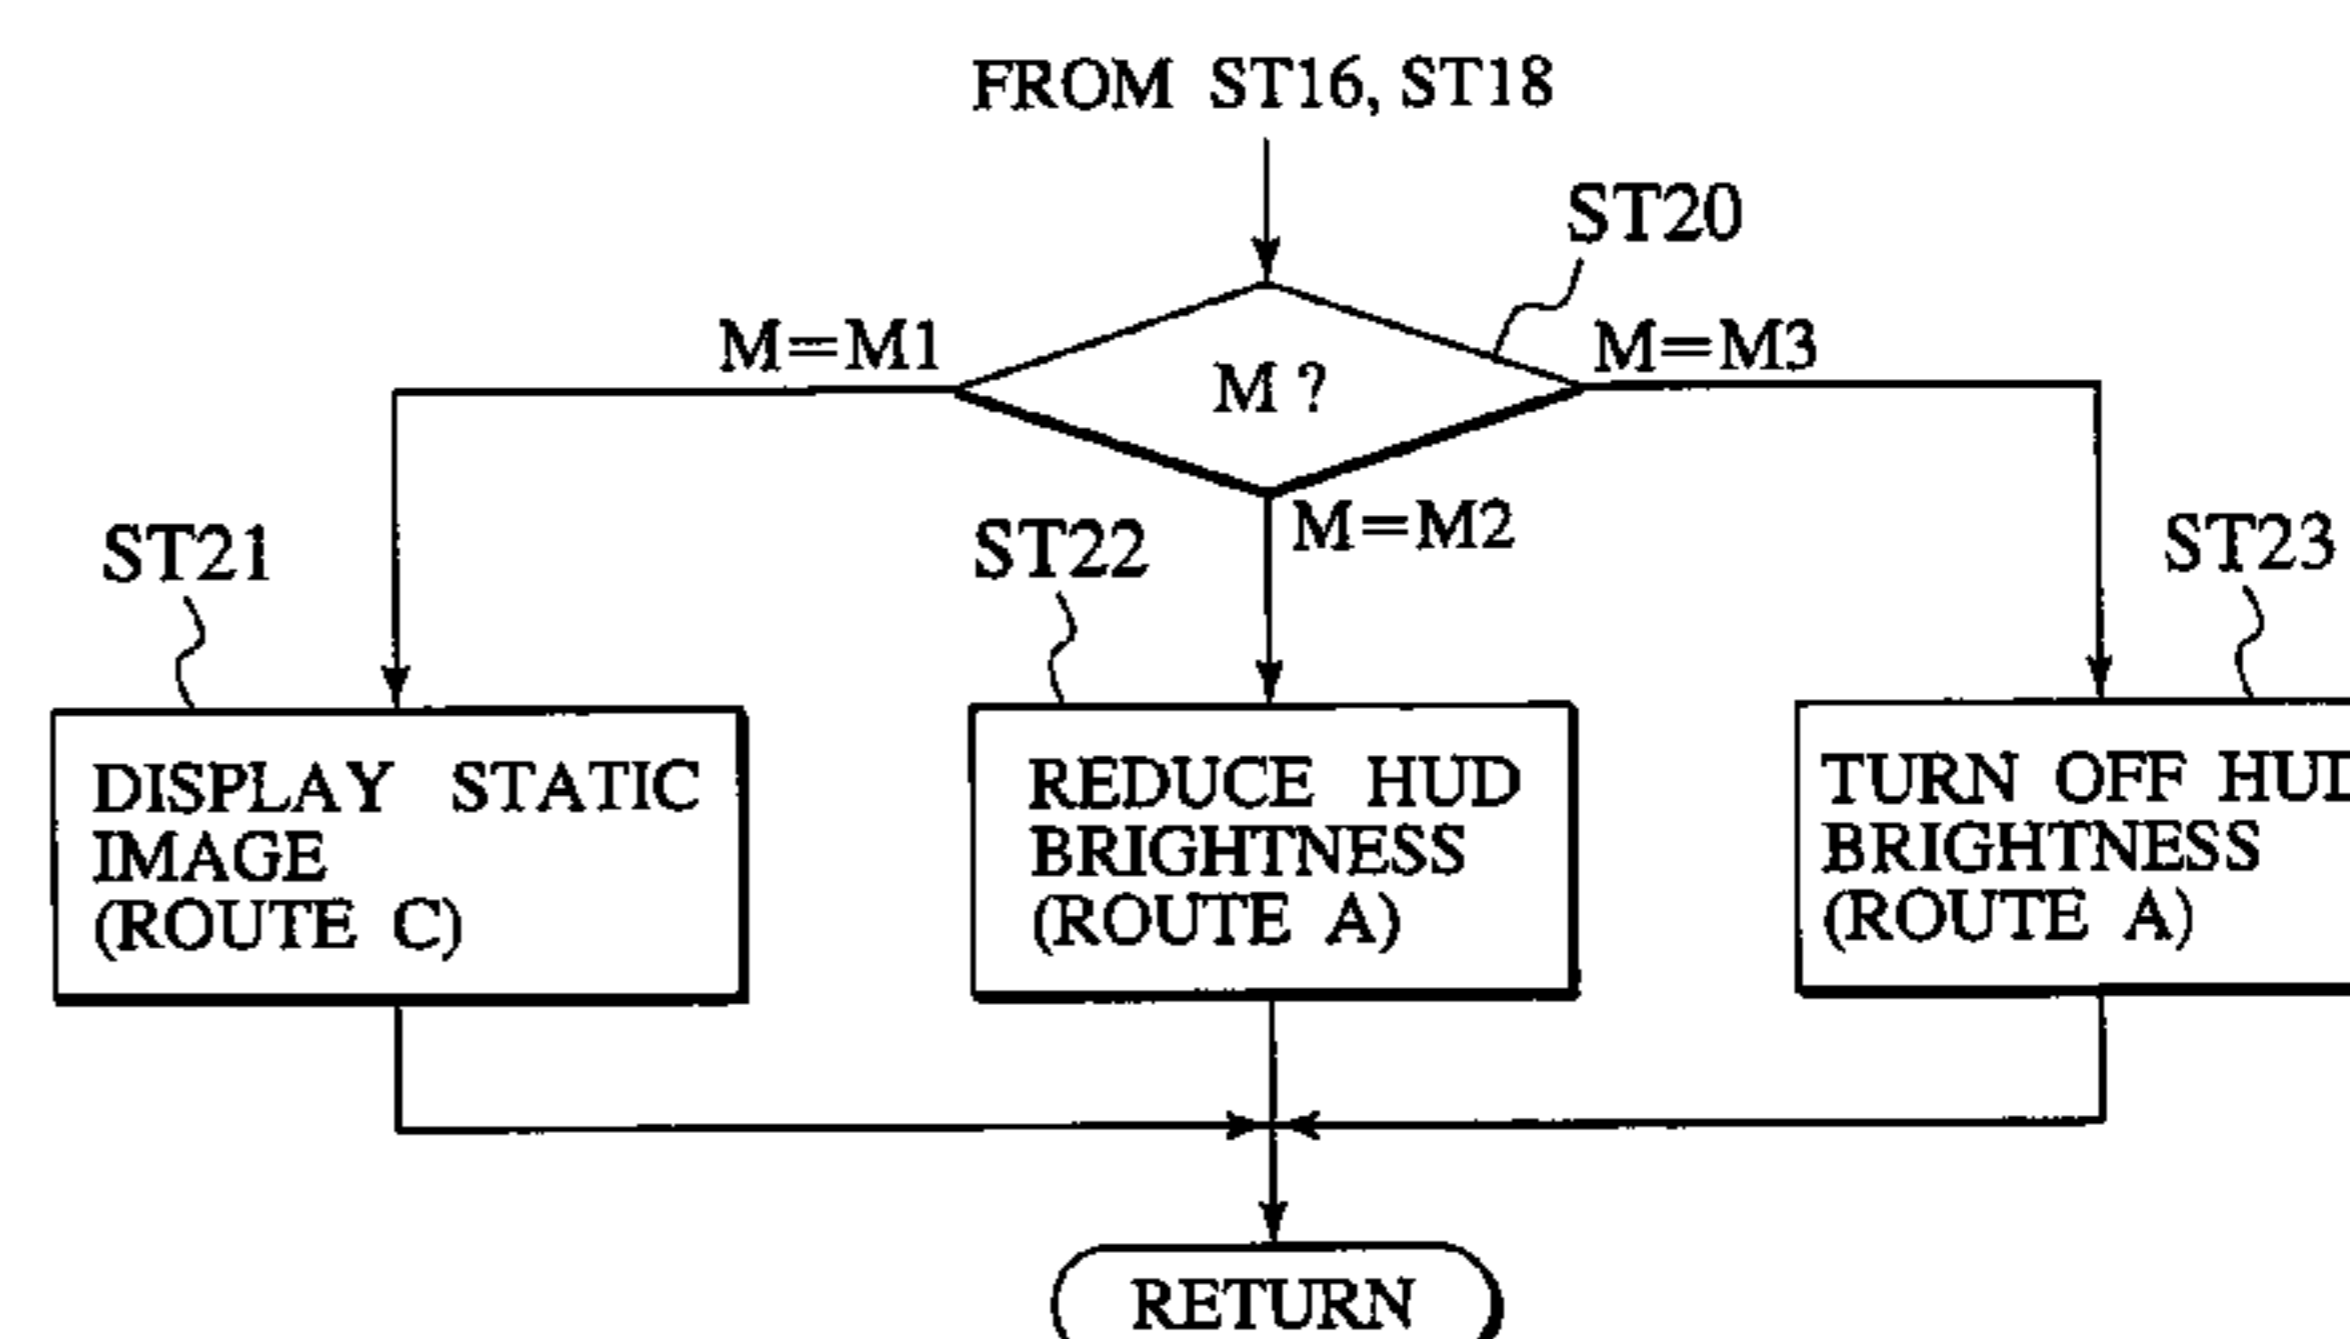 FROM ST16, ST18
ST20
M=M1
M ?
M=M3
M=M2
ST21
ST22
ST23
DISPLAY STATIC
IMAGE
(ROUTE C)
REDUCE HUD
BRIGHTNESS
(ROUTE A)
TURN OFF HUD
BRIGHTNESS
(ROUTE A)
RETURN